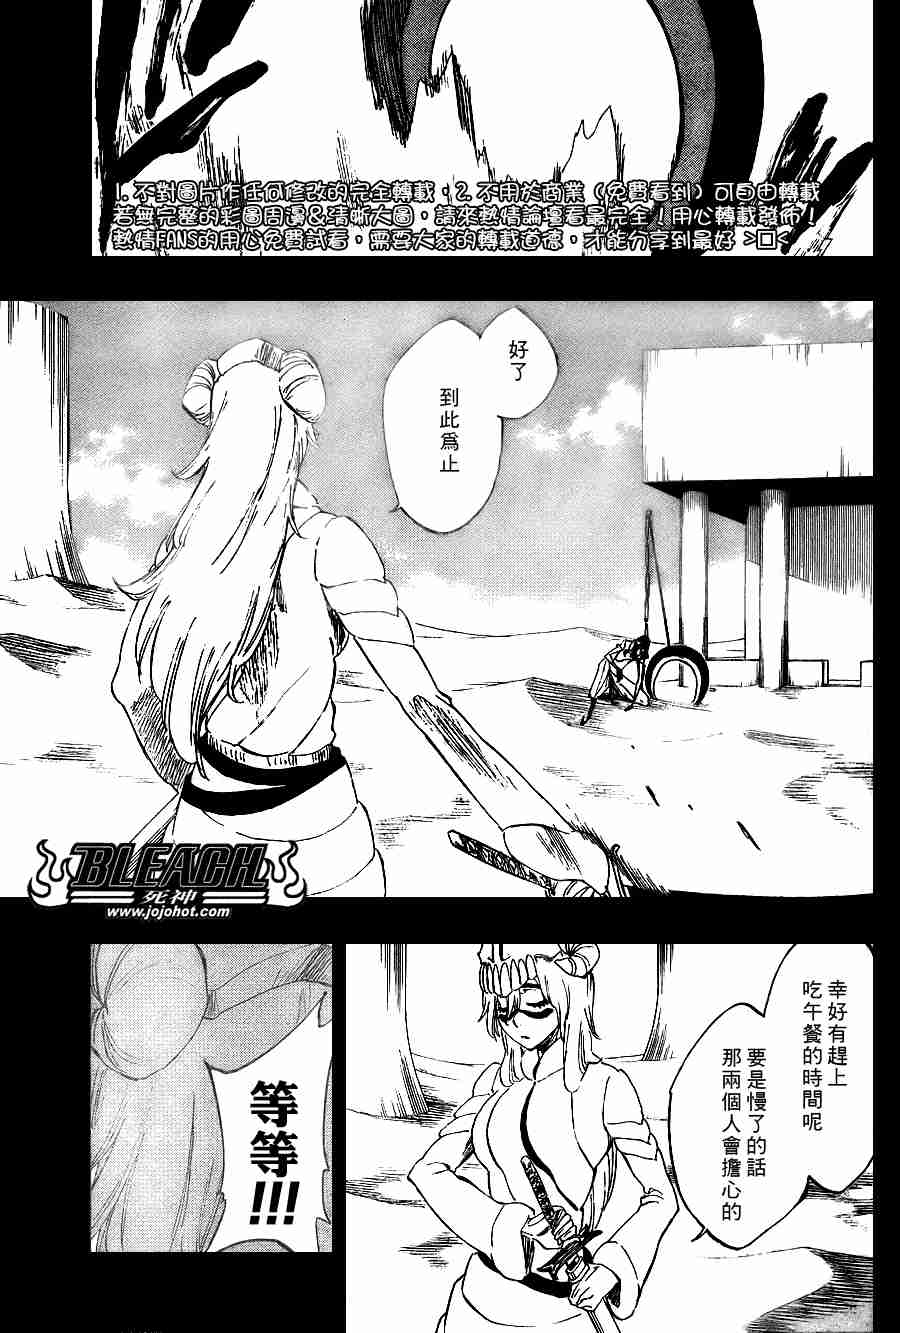 1. 不對圖片作任何修改的完全轉載；2. 不用於商業（免費看到）可自由轉載
若無完整的彩圖周漫&清晰大圖，請來熱情論壇看最完全！用心轉載發佈！
熱情FANS的用心免費試看，需要大家的轉載道德，才能分享到最好 >口<
好了
到此為止
BLEACH
死神
www.jojohot.com
幸好有趕上
吃午餐的時間呢
要是慢了的話
那兩個人會擔心的
等等!!!